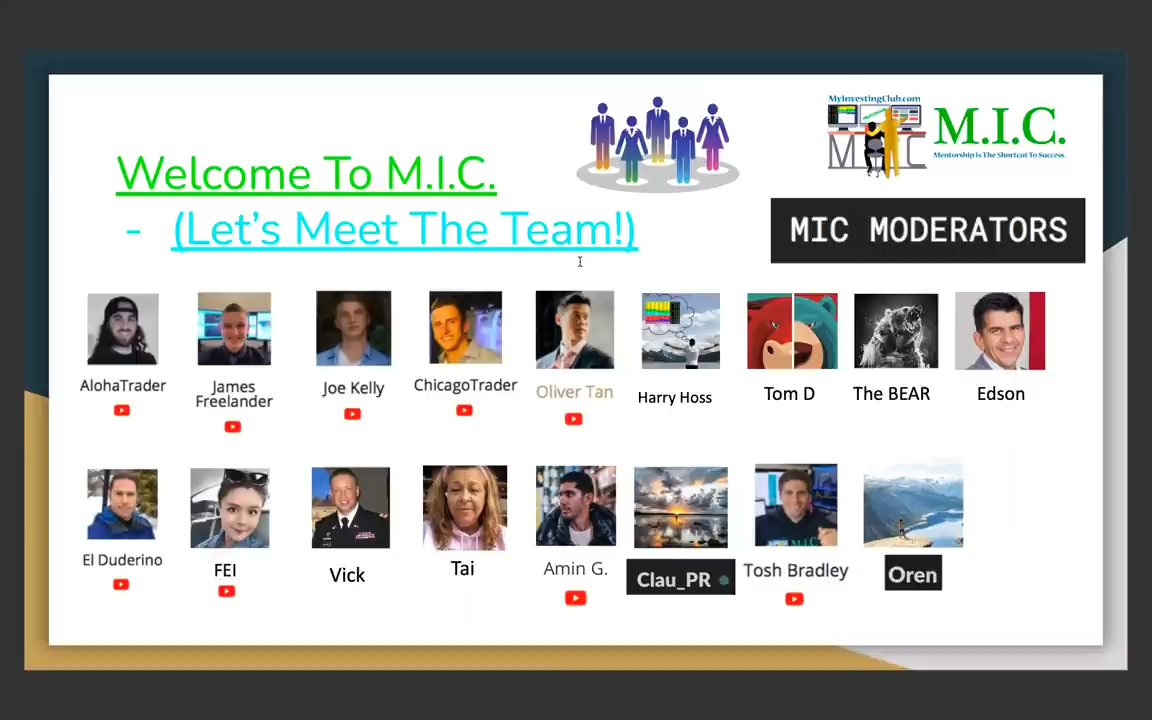 MyInvestingClub.com
M.I.C.
Mentorship Is The Shortcut To Success.
MIC
Welcome To M.I.C.
- (Let's Meet The Team!)
MIC MODERATORS
AlohaTrader
James
Freelander
Joe Kelly
ChicagoTrader
Oliver Tan
Harry Hoss
Tom D
The BEAR
Edson
El Duderino
FEI
Vick
Tai
Amin G.
Clau_PR
Tosh Bradley
Oren